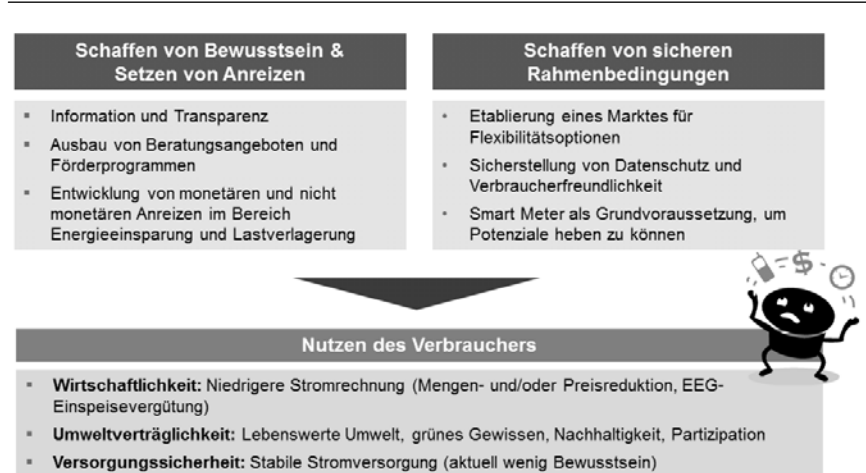 Schaffen von Bewusstsein &
Setzen von Anreizen
▪ Information und Transparenz
▪ Ausbau von Beratungsangeboten und
Förderprogrammen
▪ Entwicklung von monetären und nicht
monetären Anreizen im Bereich
Energieeinsparung und Lastverlagerung
Schaffen von sicheren
Rahmenbedingungen
▪ Etablierung eines Marktes für
Flexibilitätsoptionen
▪ Sicherstellung von Datenschutz und
Verbraucherfreundlichkeit
▪ Smart Meter als Grundvoraussetzung, um
Potenziale heben zu können
= $
Nutzen des Verbrauchers
▪ Wirtschaftlichkeit: Niedrigere Stromrechnung (Mengen- und/oder Preisreduktion, EEG-
Einspeisevergütung)
▪ Umweltverträglichkeit: Lebenswerte Umwelt, grünes Gewissen, Nachhaltigkeit, Partizipation
▪ Versorgungssicherheit: Stabile Stromversorgung (aktuell wenig Bewusstsein)